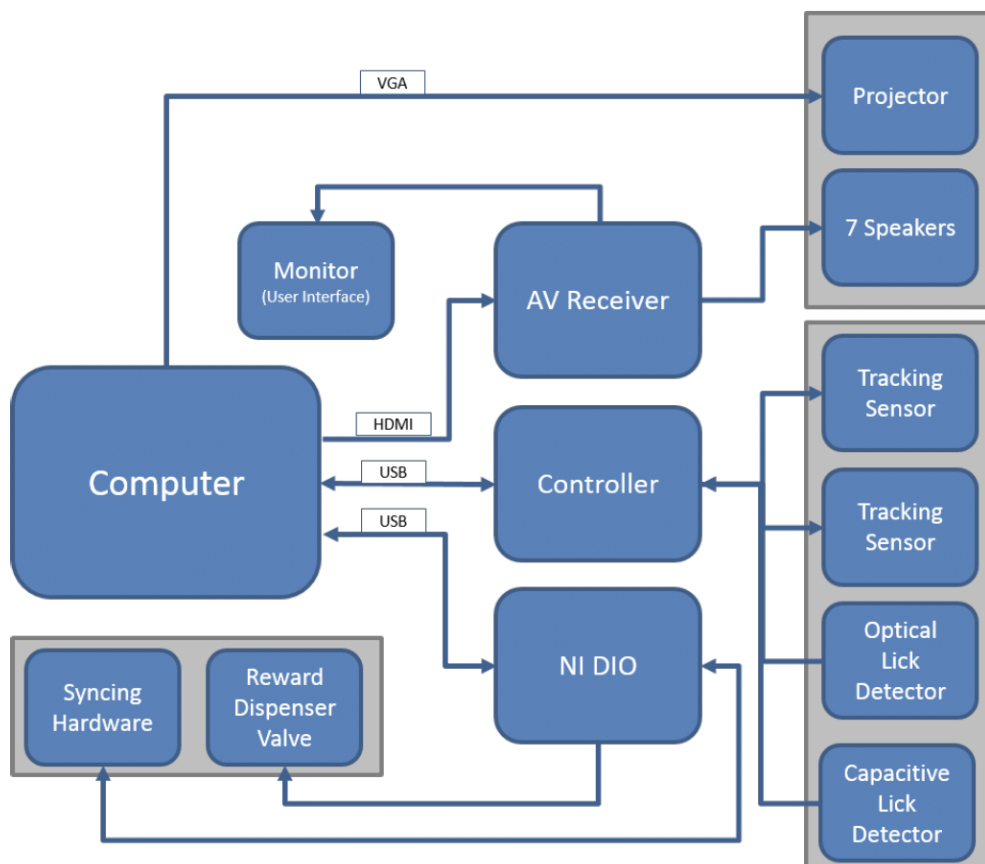 VGA
Projector
7 Speakers
Monitor
(User Interface)
AV Receiver
HDMI
Computer
USB
Controller
USB
NI DIO
Tracking
Sensor
Tracking
Sensor
Optical
Lick
Detector
Capacitive
Lick
Detector
Syncing
Hardware
Reward
Dispenser
Valve